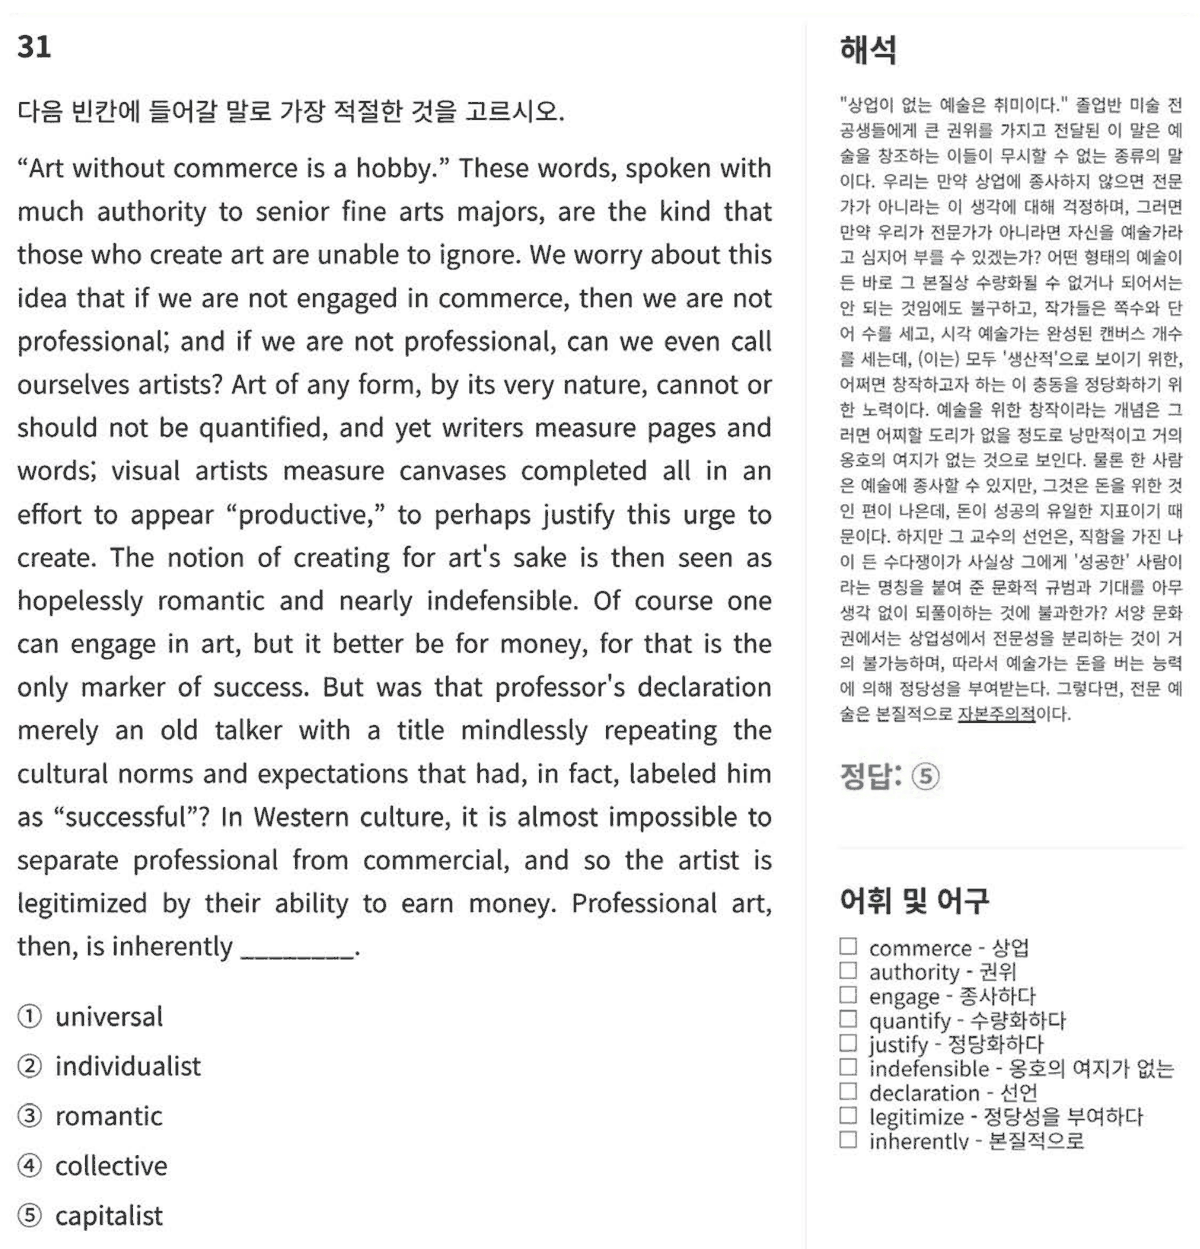 31
다음 빈칸에 들어갈 말로 가장 적절한 것을 고르시오.
“Art without commerce is a hobby.” These words, spoken with
much authority to senior fine arts majors, are the kind that
those who create art are unable to ignore. We worry about this
idea that if we are not engaged in commerce, then we are not
professional; and if we are not professional, can we even call
ourselves artists? Art of any form, by its very nature, cannot or
should not be quantified, and yet writers measure pages and
words; visual artists measure canvases completed all in an
effort to appear “productive,” to perhaps justify this urge to
create. The notion of creating for art's sake is then seen as
hopelessly romantic and nearly indefensible. Of course one
can engage in art, but it better be for money, for that is the
only marker of success. But was that professor's declaration
merely an old talker with a title mindlessly repeating the
cultural norms and expectations that had, in fact, labeled him
as “successful”? In Western culture, it is almost impossible to
separate professional from commercial, and so the artist is
legitimized by their ability to earn money. Professional art,
then, is inherently ________.
① universal
② individualist
③ romantic
④ collective
⑤ capitalist
해석
"상업이 없는 예술은 취미이다." 졸업반 미술 전
공생들에게 큰 권위를 가지고 전달된 이 말은 예
술을 창조하는 이들이 무시할 수 없는 종류의 말
이다. 우리는 만약 상업에 종사하지 않으면 전문
가가 아니라는 이 생각에 대해 걱정하며, 그러면
만약 우리가 전문가가 아니라면 자신을 예술가라
고 심지어 부를 수 있겠는가? 어떤 형태의 예술이
든 바로 그 본질상 수량화될 수 없거나 되어서는
안 되는 것임에도 불구하고, 작가들은 쪽수와 단
어 수를 세고, 시각 예술가는 완성된 캔버스 개수
를 세는데, (이는) 모두 '생산적'으로 보이기 위한,
어쩌면 창작하고자 하는 이 충동을 정당화하기 위
한 노력이다. 예술을 위한 창작이라는 개념은 그
러면 어찌할 도리가 없을 정도로 낭만적이고 거의
옹호의 여지가 없는 것으로 보인다. 물론 한 사람
은 예술에 종사할 수 있지만, 그것은 돈을 위한 것
인 편이 나은데, 돈이 성공의 유일한 지표이기 때
문이다. 하지만 그 교수의 선언은, 직함을 가진 나
이 든 수다쟁이가 사실상 그에게 '성공한' 사람이
라는 명칭을 붙여 준 문화적 규범과 기대를 아무
생각 없이 되풀이하는 것에 불과한가? 서양 문화
권에서는 상업성에서 전문성을 분리하는 것이 거
의 불가능하며, 따라서 예술가는 돈을 버는 능력
에 의해 정당성을 부여받는다. 그렇다면, 전문 예
술은 본질적으로 자본주의적이다.
정답: ⑤
어휘 및 어구
□ commerce - 상업
□ authority - 권위
□ engage - 종사하다
□ quantify - 수량화하다
□ justify - 정당화하다
□ indefensible - 옹호의 여지가 없는
□ declaration - 선언
□ legitimize - 정당성을 부여하다
□ inherently - 본질적으로